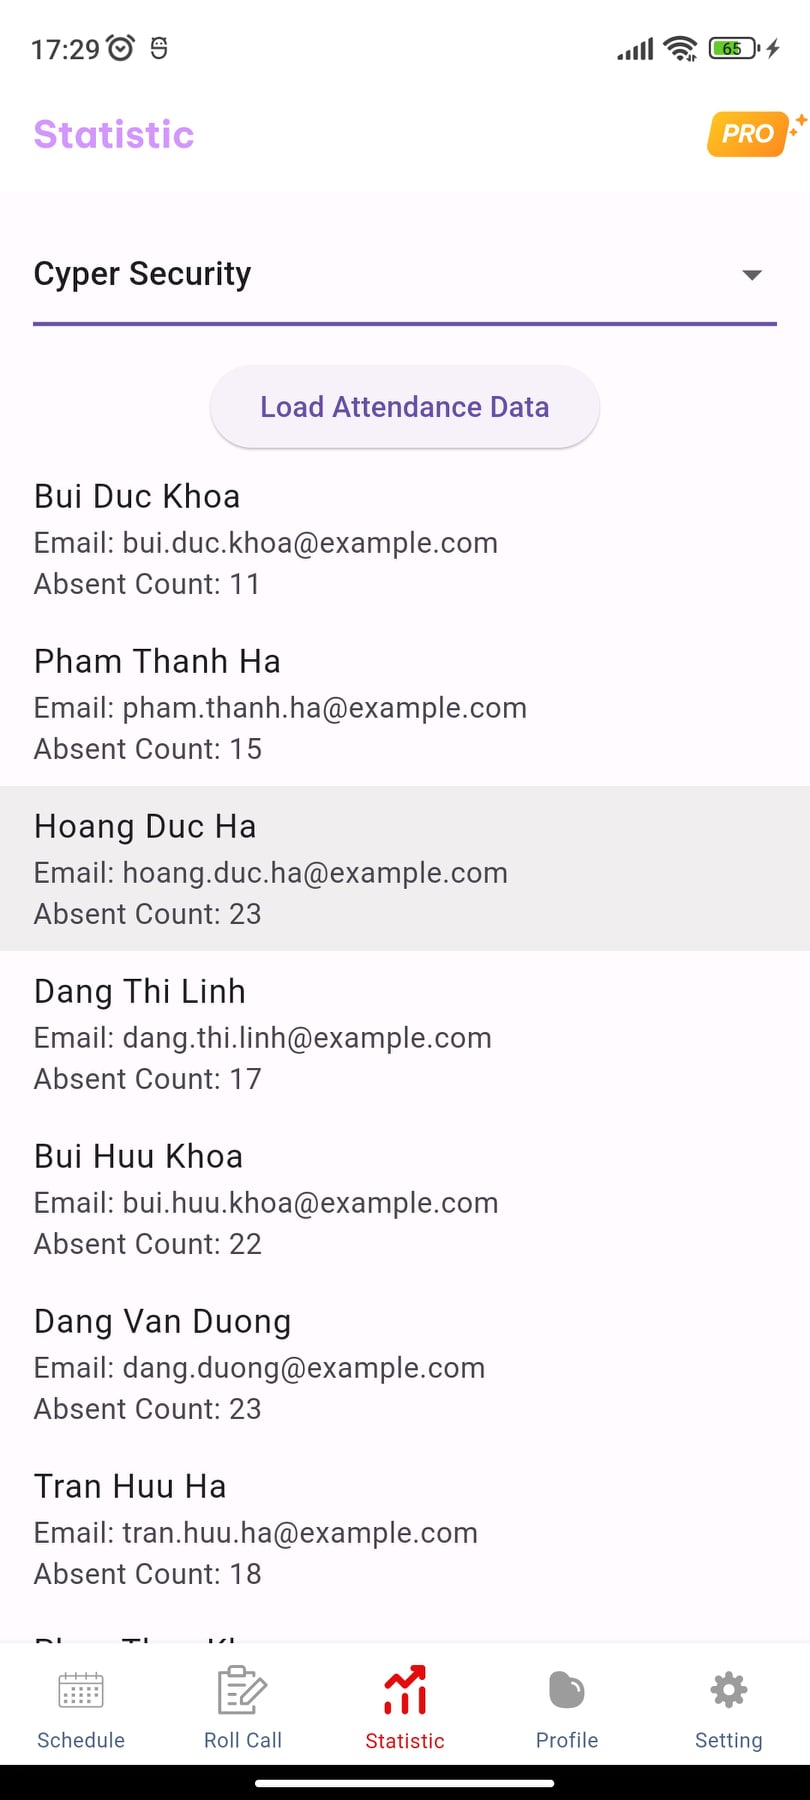 17:29
65
Statistic
PRO
Cyper Security
Load Attendance Data
Bui Duc Khoa
Email: bui.duc.khoa@example.com
Absent Count: 11
Pham Thanh Ha
Email: pham.thanh.ha@example.com
Absent Count: 15
Hoang Duc Ha
Email: hoang.duc.ha@example.com
Absent Count: 23
Dang Thi Linh
Email: dang.thi.linh@example.com
Absent Count: 17
Bui Huu Khoa
Email: bui.huu.khoa@example.com
Absent Count: 22
Dang Van Duong
Email: dang.duong@example.com
Absent Count: 23
Tran Huu Ha
Email: tran.huu.ha@example.com
Absent Count: 18
Schedule
Roll Call
Statistic
Profile
Setting